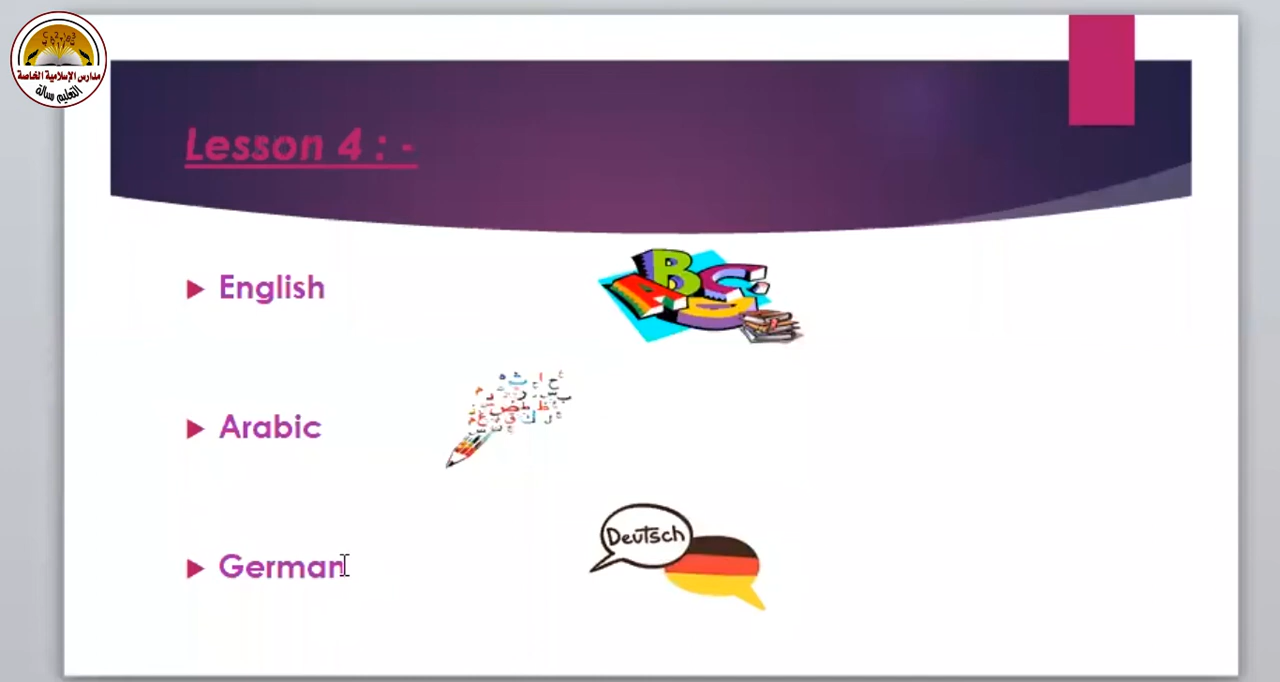 مدارس الإسلامية الخاصة
التعليم رسالة
Lesson 4 : -
English
A B C D
Arabic
Deutsch
German